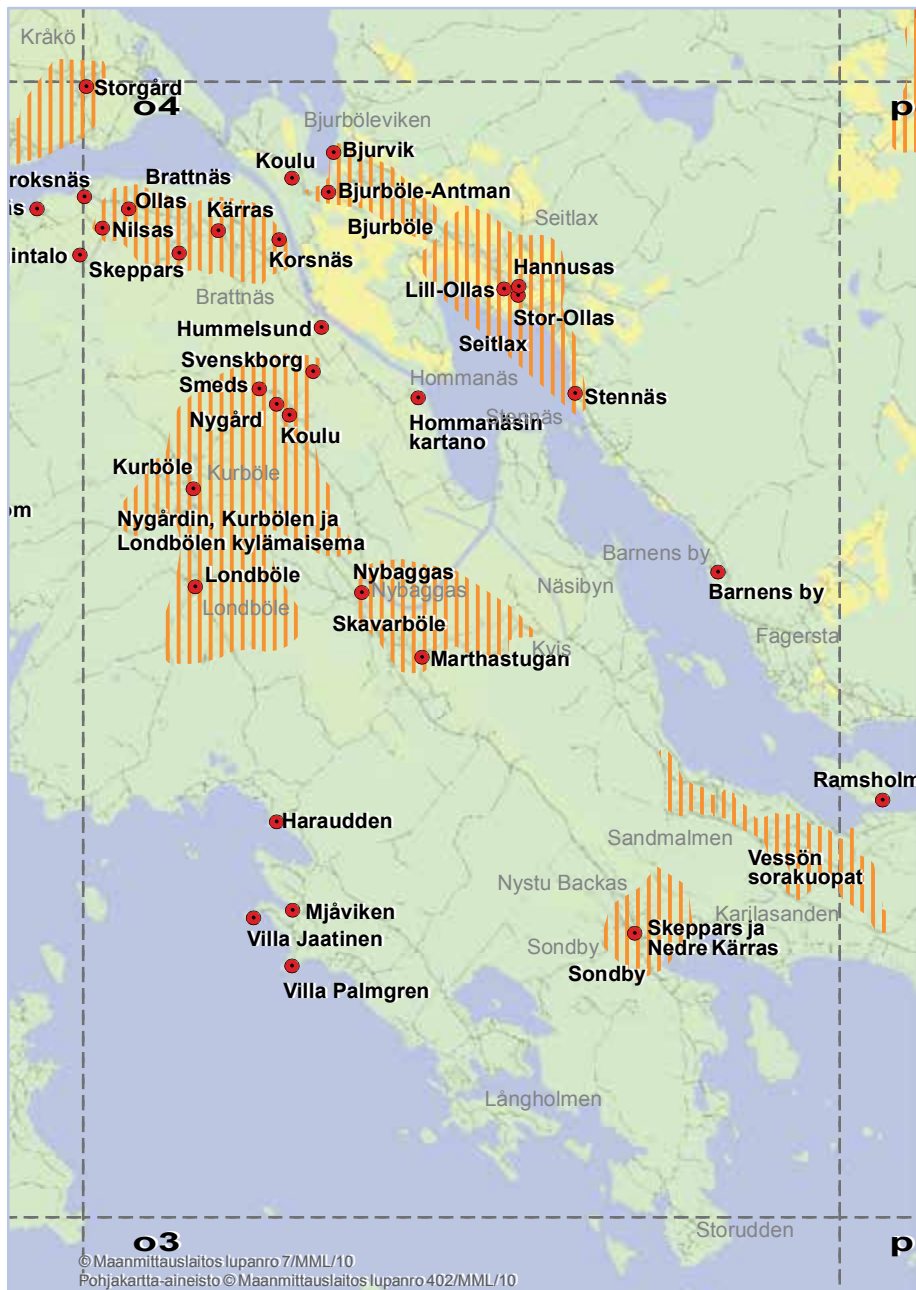 Kråkö
Storgård
o4
p
Bjurböleviken
Bjurvik
Koulu
roksnäs
Brattnäs
Bjurböle-Antman
Ollas
Kärras
Seitlax
Bjurböle
Nilsas
Korsnäs
intalo
Skeppars
Hannusas
Lill-Ollas
Brattnäs
Stor-Ollas
Hummelsund
Seitlax
Svenskborg
Smeds
Hommanäs
Stennäs
Nygård
Stennäs
Hommanäsin
kartano
Koulu
Kurböle
Kurböle
Nygårdin, Kurbölen ja
Londbölen kylämaisema
Barnens by
Londböle
Nybaggas
Nybaggas
Näsibyn
Barnens by
Londböle
Skavarböle
Fagersta
Kvis
Marthastugan
Ramsholm
Haraudden
Sandmalmen
Vessön
sorakuopat
Nystu Backas
Mjåviken
Karilasanden
Villa Jaatinen
Skeppars ja
Nedre Kärras
Sondby
Sondby
Villa Palmgren
Långholmen
Storudden
o3
p
© Maanmittauslaitos lupanro 7/MML/10
Pohjakartta-aineisto © Maanmittauslaitos lupanro 402/MML/10